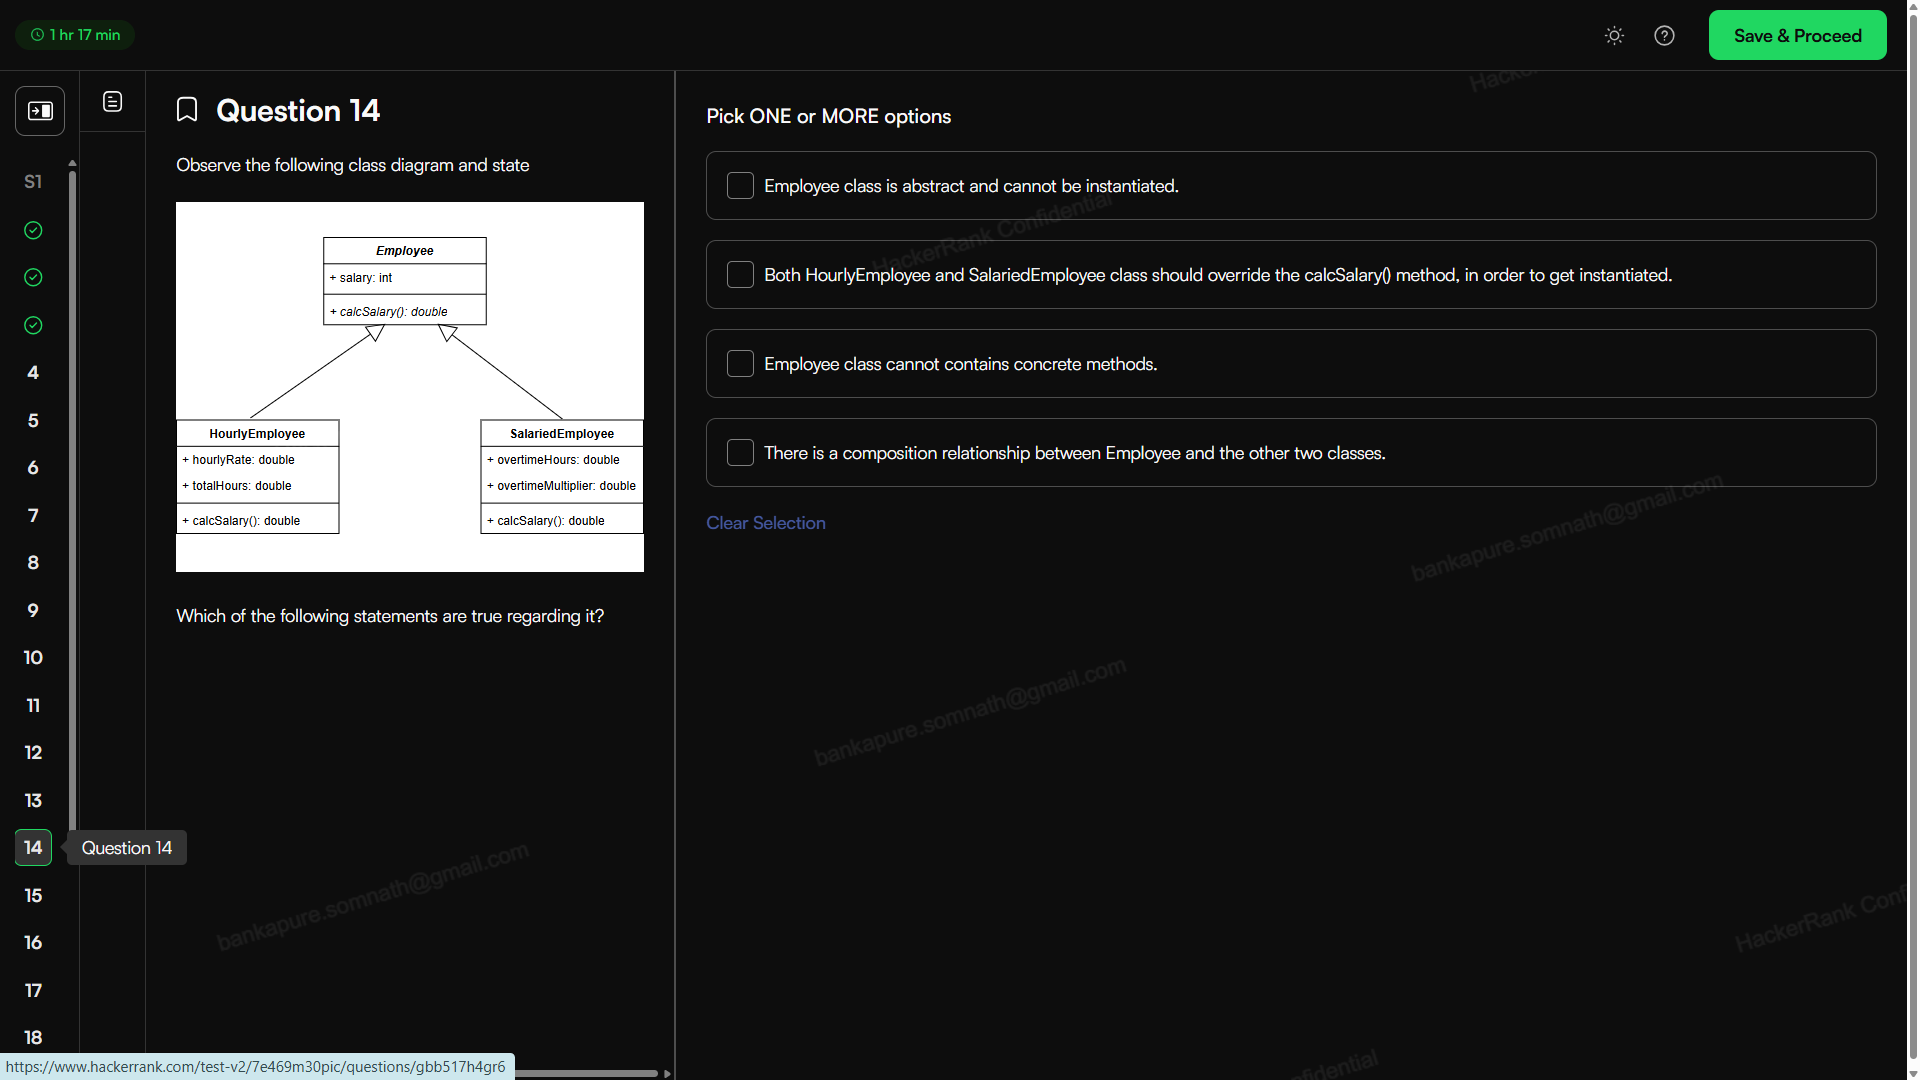 1 hr 17 min
Save & Proceed
S1
4
5
6
7
8
9
10
11
12
13
14
15
16
17
18
Question 14
Question 14
Observe the following class diagram and state
Employee
+ salary: int
+ calcSalary(): double
HourlyEmployee
+ hourlyRate: double
+ totalHours: double
+ calcSalary(): double
SalariedEmployee
+ overtimeHours: double
+ overtimeMultiplier: double
+ calcSalary(): double
Which of the following statements are true regarding it?
Pick ONE or MORE options
Employee class is abstract and cannot be instantiated.
Both HourlyEmployee and SalariedEmployee class should override the calcSalary() method, in order to get instantiated.
Employee class cannot contains concrete methods.
There is a composition relationship between Employee and the other two classes.
Clear Selection
HackerRank Confidential
bankapure.somnath@gmail.com
bankapure.somnath@gmail.com
bankapure.somnath@gmail.com
HackerRank
https://www.hackerrank.com/test-v2/7e469m30pic/questions/gbb517h4gr6